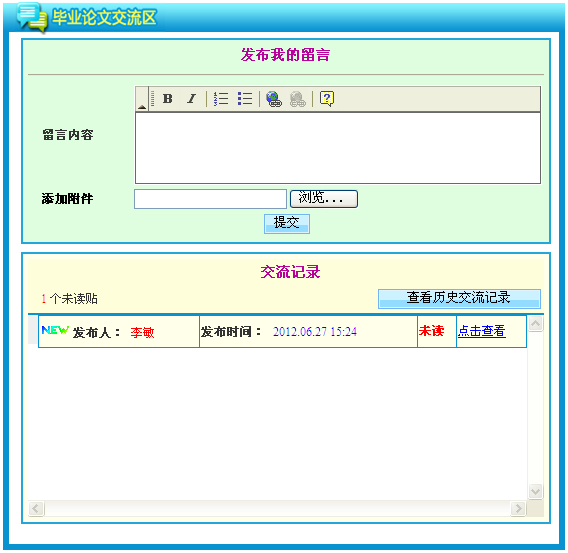 毕业论文交流区
发布我的留言
B I
留言内容
添加附件 浏览...
提交
交流记录
1 个未读贴 查看历史交流记录
NEW 发布人： 李敏 发布时间： 2012.06.27 15:24 未读 点击查看